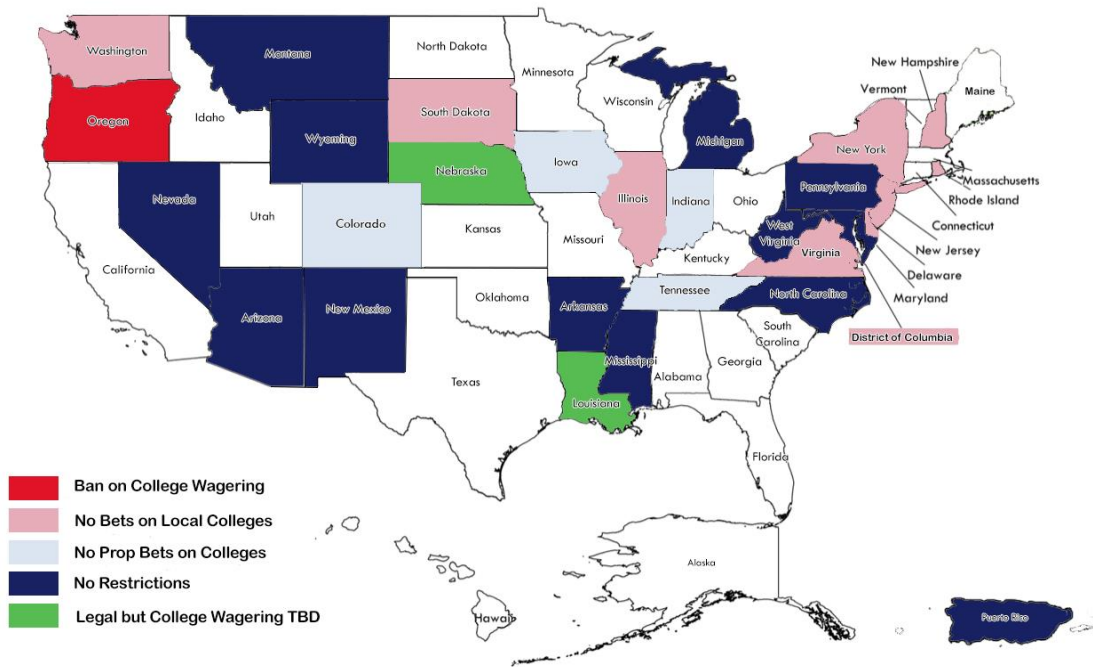 Washington
Montana
North Dakota
Minnesota
New Hampshire
Vermont
Maine
Oregon
Idaho
Wyoming
South Dakota
Wisconsin
Michigan
New York
Massachusetts
Rhode Island
Connecticut
New Jersey
Delaware
Maryland
Nevada
Utah
Colorado
Nebraska
Iowa
Illinois
Indiana
Ohio
Pennsylvania
West
Virginia
Virginia
California
Kansas
Missouri
Kentucky
Arizona
New Mexico
Oklahoma
Arkansas
Tennessee
North Carolina
South
Carolina
District of Columbia
Texas
Louisiana
Mississippi
Alabama
Georgia
Florida
Ban on College Wagering
No Bets on Local Colleges
No Prop Bets on Colleges
No Restrictions
Legal but College Wagering TBD
Hawaii
Alaska
Puerto Rico